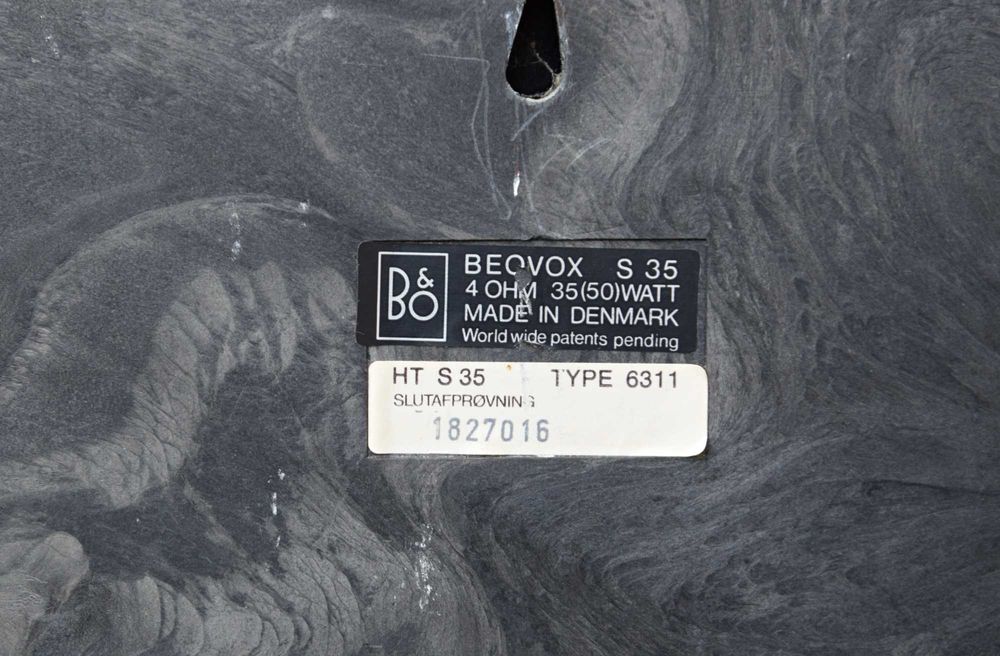 B&O
BEOVOX S 35
4 OHM 35(50)WATT
MADE IN DENMARK
World wide patents pending
HT S 35 TYPE 6311
SLUTAFPRØVNING
1827016